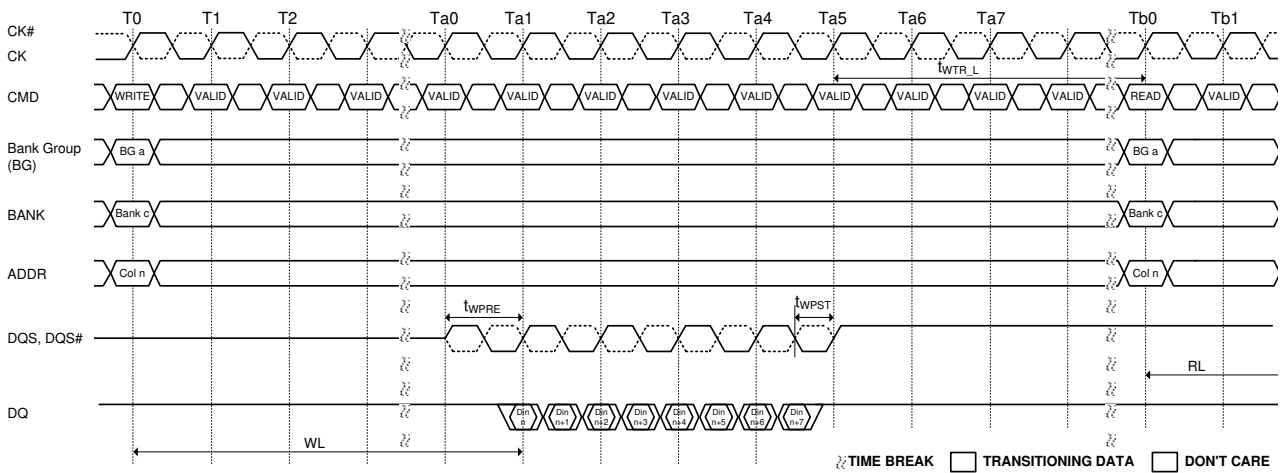 T0 T1 T2 Ta0 Ta1 Ta2 Ta3 Ta4 Ta5 Ta6 Ta7 Tb0 Tb1
CK#
CK
tWTR_L
CMD WRITE VALID VALID VALID VALID VALID VALID VALID VALID VALID VALID VALID VALID READ VALID
Bank Group
(BG)
BG a BG a
BANK Bank c Bank c
ADDR Col n Col n
tWPRE tWPST
DQS, DQS#
RL
DQ Din n Din n+1 Din n+2 Din n+3 Din n+4 Din n+5 Din n+6 Din n+7
WL
TIME BREAK TRANSITIONING DATA DON'T CARE